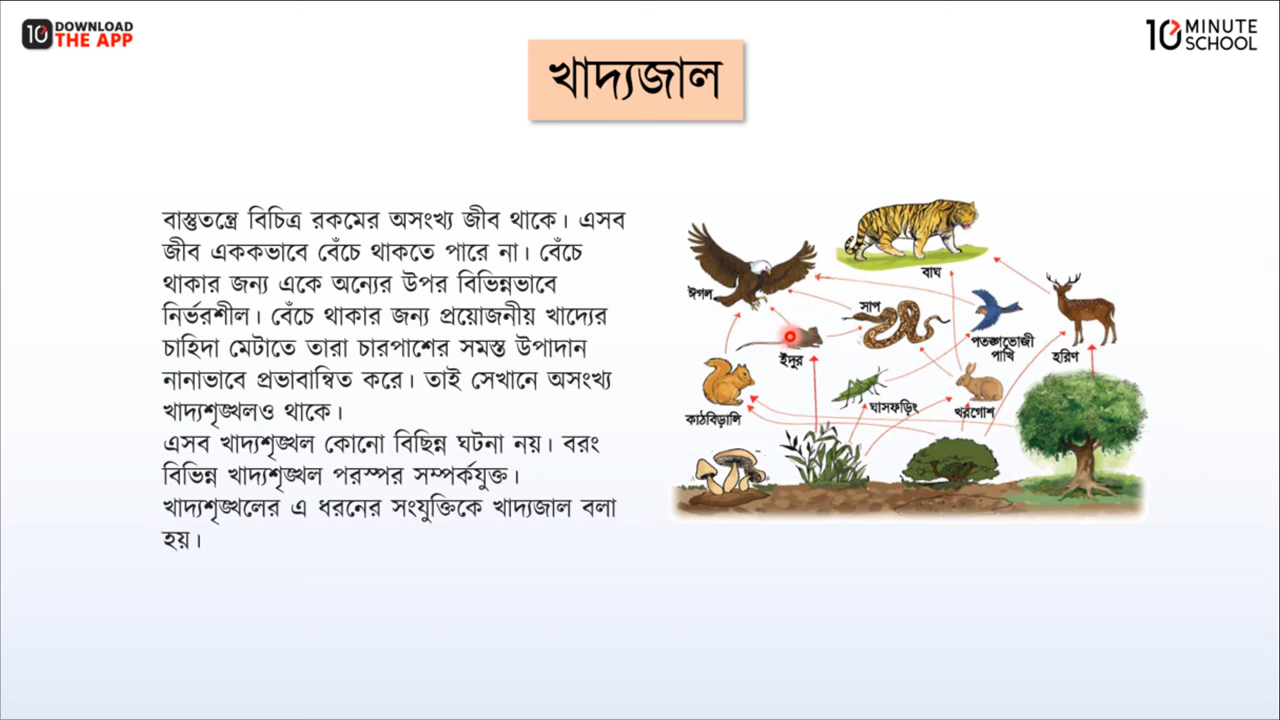 10 DOWNLOAD
THE APP
10 MINUTE
SCHOOL
খাদ্যজাল
বাস্তুতন্ত্রে বিচিত্র রকমের অসংখ্য জীব থাকে। এসব
জীব এককভাবে বেঁচে থাকতে পারে না। বেঁচে
থাকার জন্য একে অন্যের উপর বিভিন্নভাবে
নির্ভরশীল। বেঁচে থাকার জন্য প্রয়োজনীয় খাদ্যের
চাহিদা মেটাতে তারা চারপাশের সমস্ত উপাদান
নানাভাবে প্রভাবান্বিত করে। তাই সেখানে অসংখ্য
খাদ্যশৃঙ্খলও থাকে।
এসব খাদ্যশৃঙ্খল কোনো বিছিন্ন ঘটনা নয়। বরং
বিভিন্ন খাদ্যশৃঙ্খল পরস্পর সম্পর্কযুক্ত।
খাদ্যশৃঙ্খলের এ ধরনের সংযুক্তিকে খাদ্যজাল বলা
হয়।
বাঘ
ঈগল
সাপ
পতঙ্গভোজী
পাখি
হরিণ
ইদুর
কাঠবিড়ালি
ঘাসফড়িং
খরগোশ